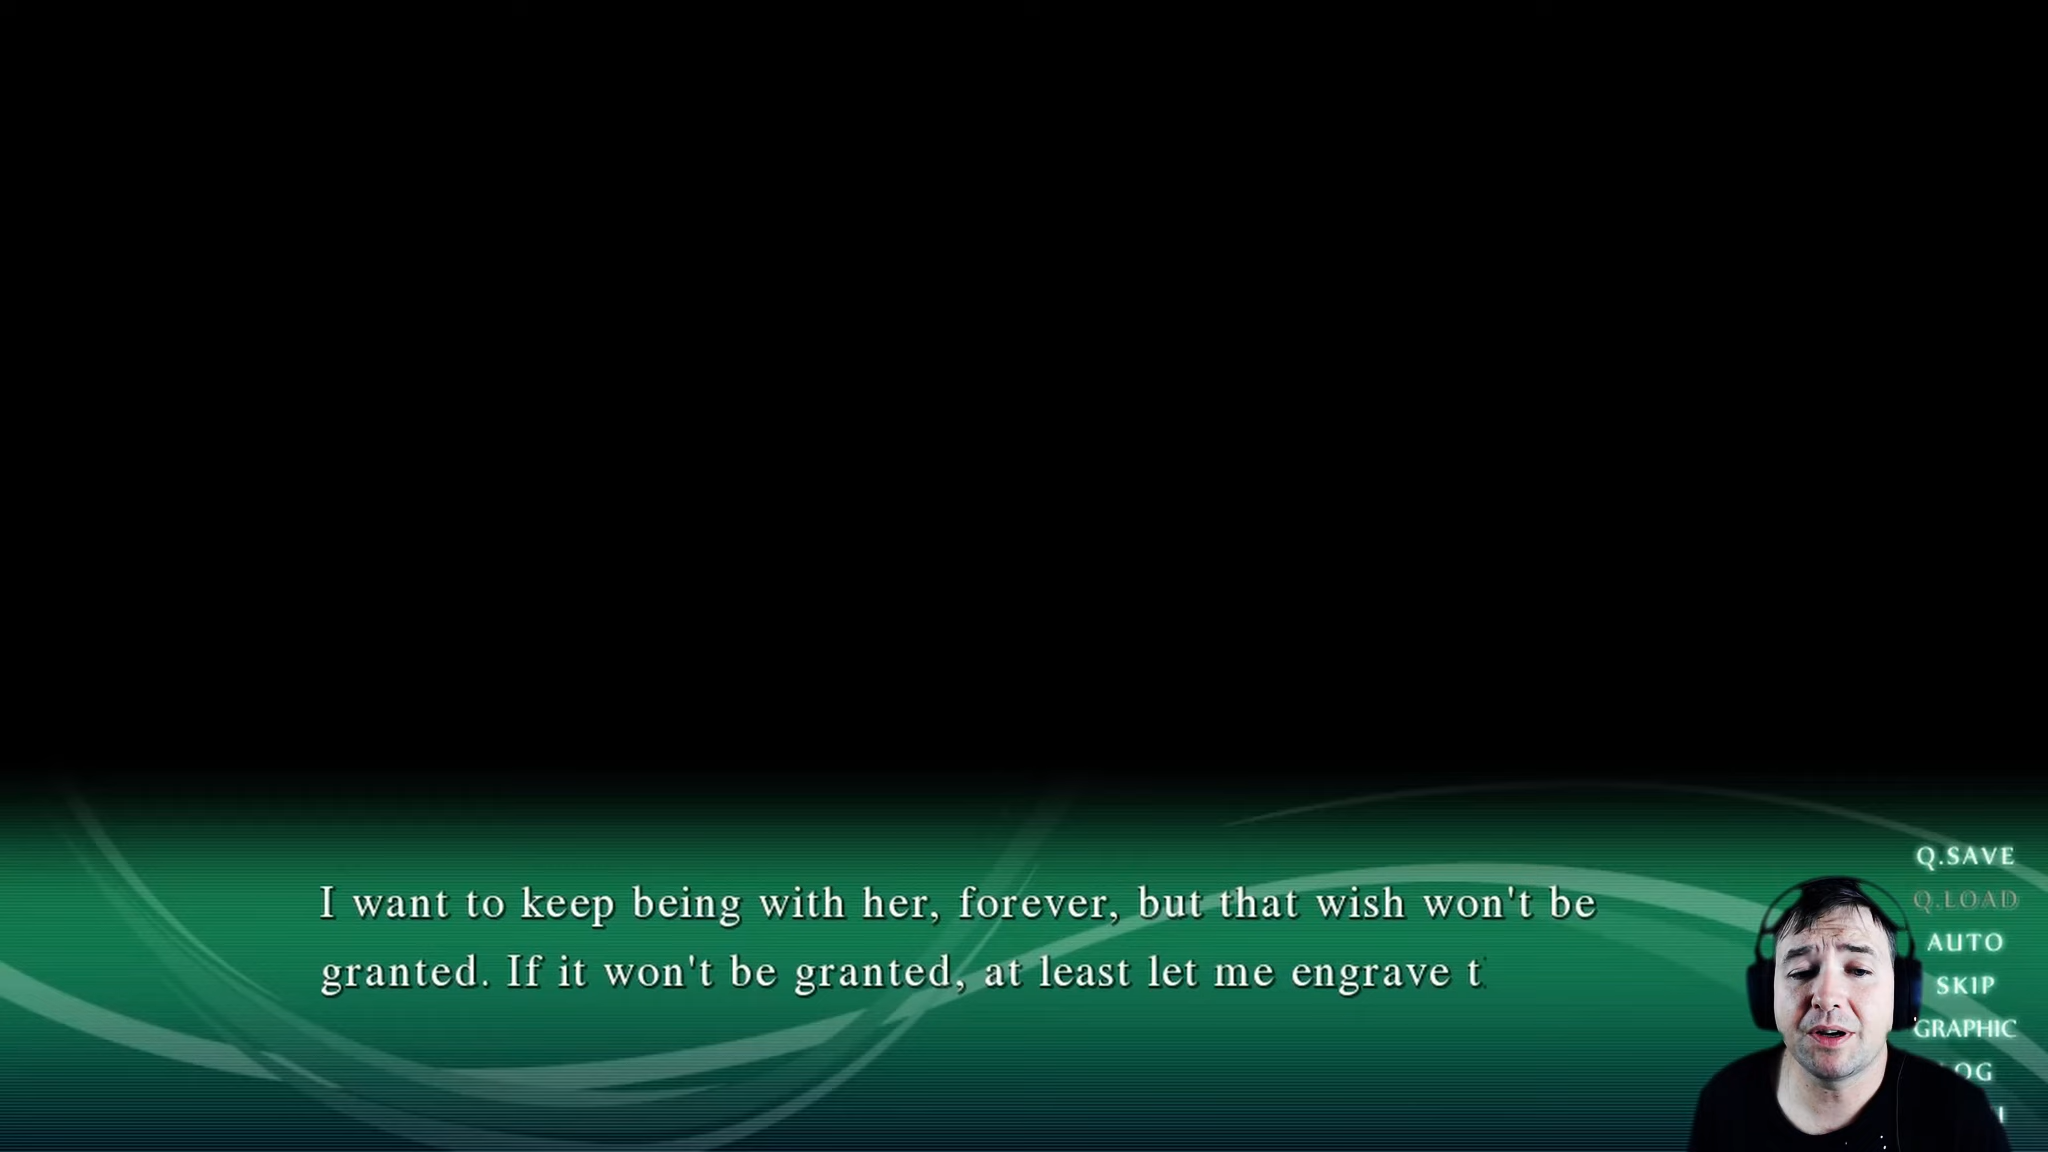 I want to keep being with her, forever, but that wish won't be
granted. If it won't be granted, at least let me engrave t
Q.SAVE
Q.LOAD
AUTO
SKIP
GRAPHIC
OG